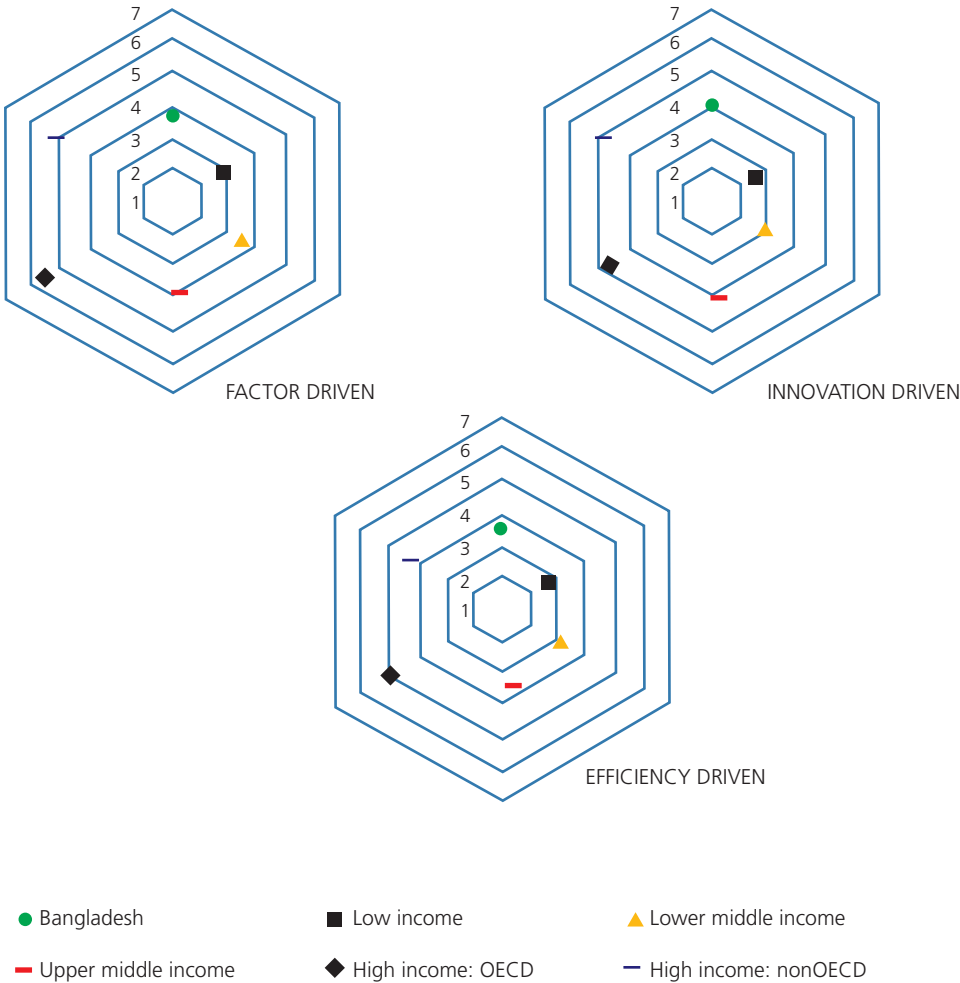 7
6
5
4
3
2
1
FACTOR DRIVEN
7
6
5
4
3
2
1
INNOVATION DRIVEN
7
6
5
4
3
2
1
EFFICIENCY DRIVEN
Bangladesh
Low income
Lower middle income
Upper middle income
High income: OECD
High income: nonOECD